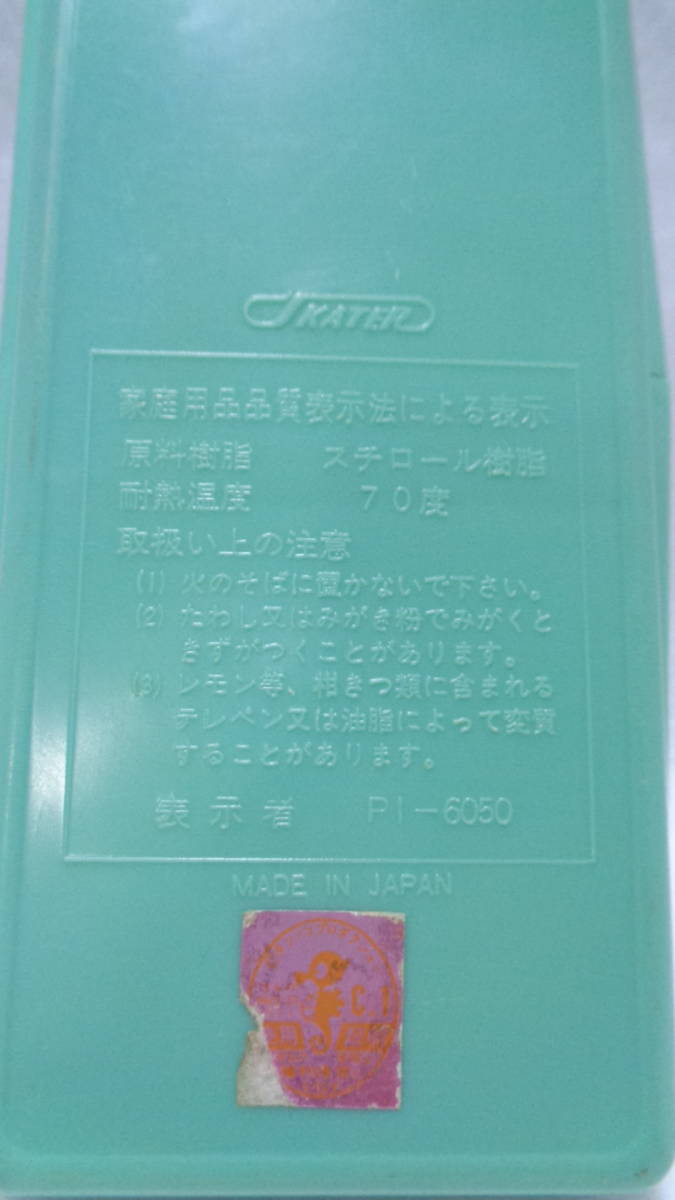 SKATER
家庭用品品質表示法による表示
原料樹脂 スチロール樹脂
耐熱温度 70度
取扱い上の注意
(1) 火のそばに置かないで下さい。
(2) たわし又はみがき粉でみがくと
きずがつくことがあります。
(3) レモン等、柑きつ類に含まれる
テレペン又は油脂によって変質
することがあります。
表示者 PI-6050
MADE IN JAPAN